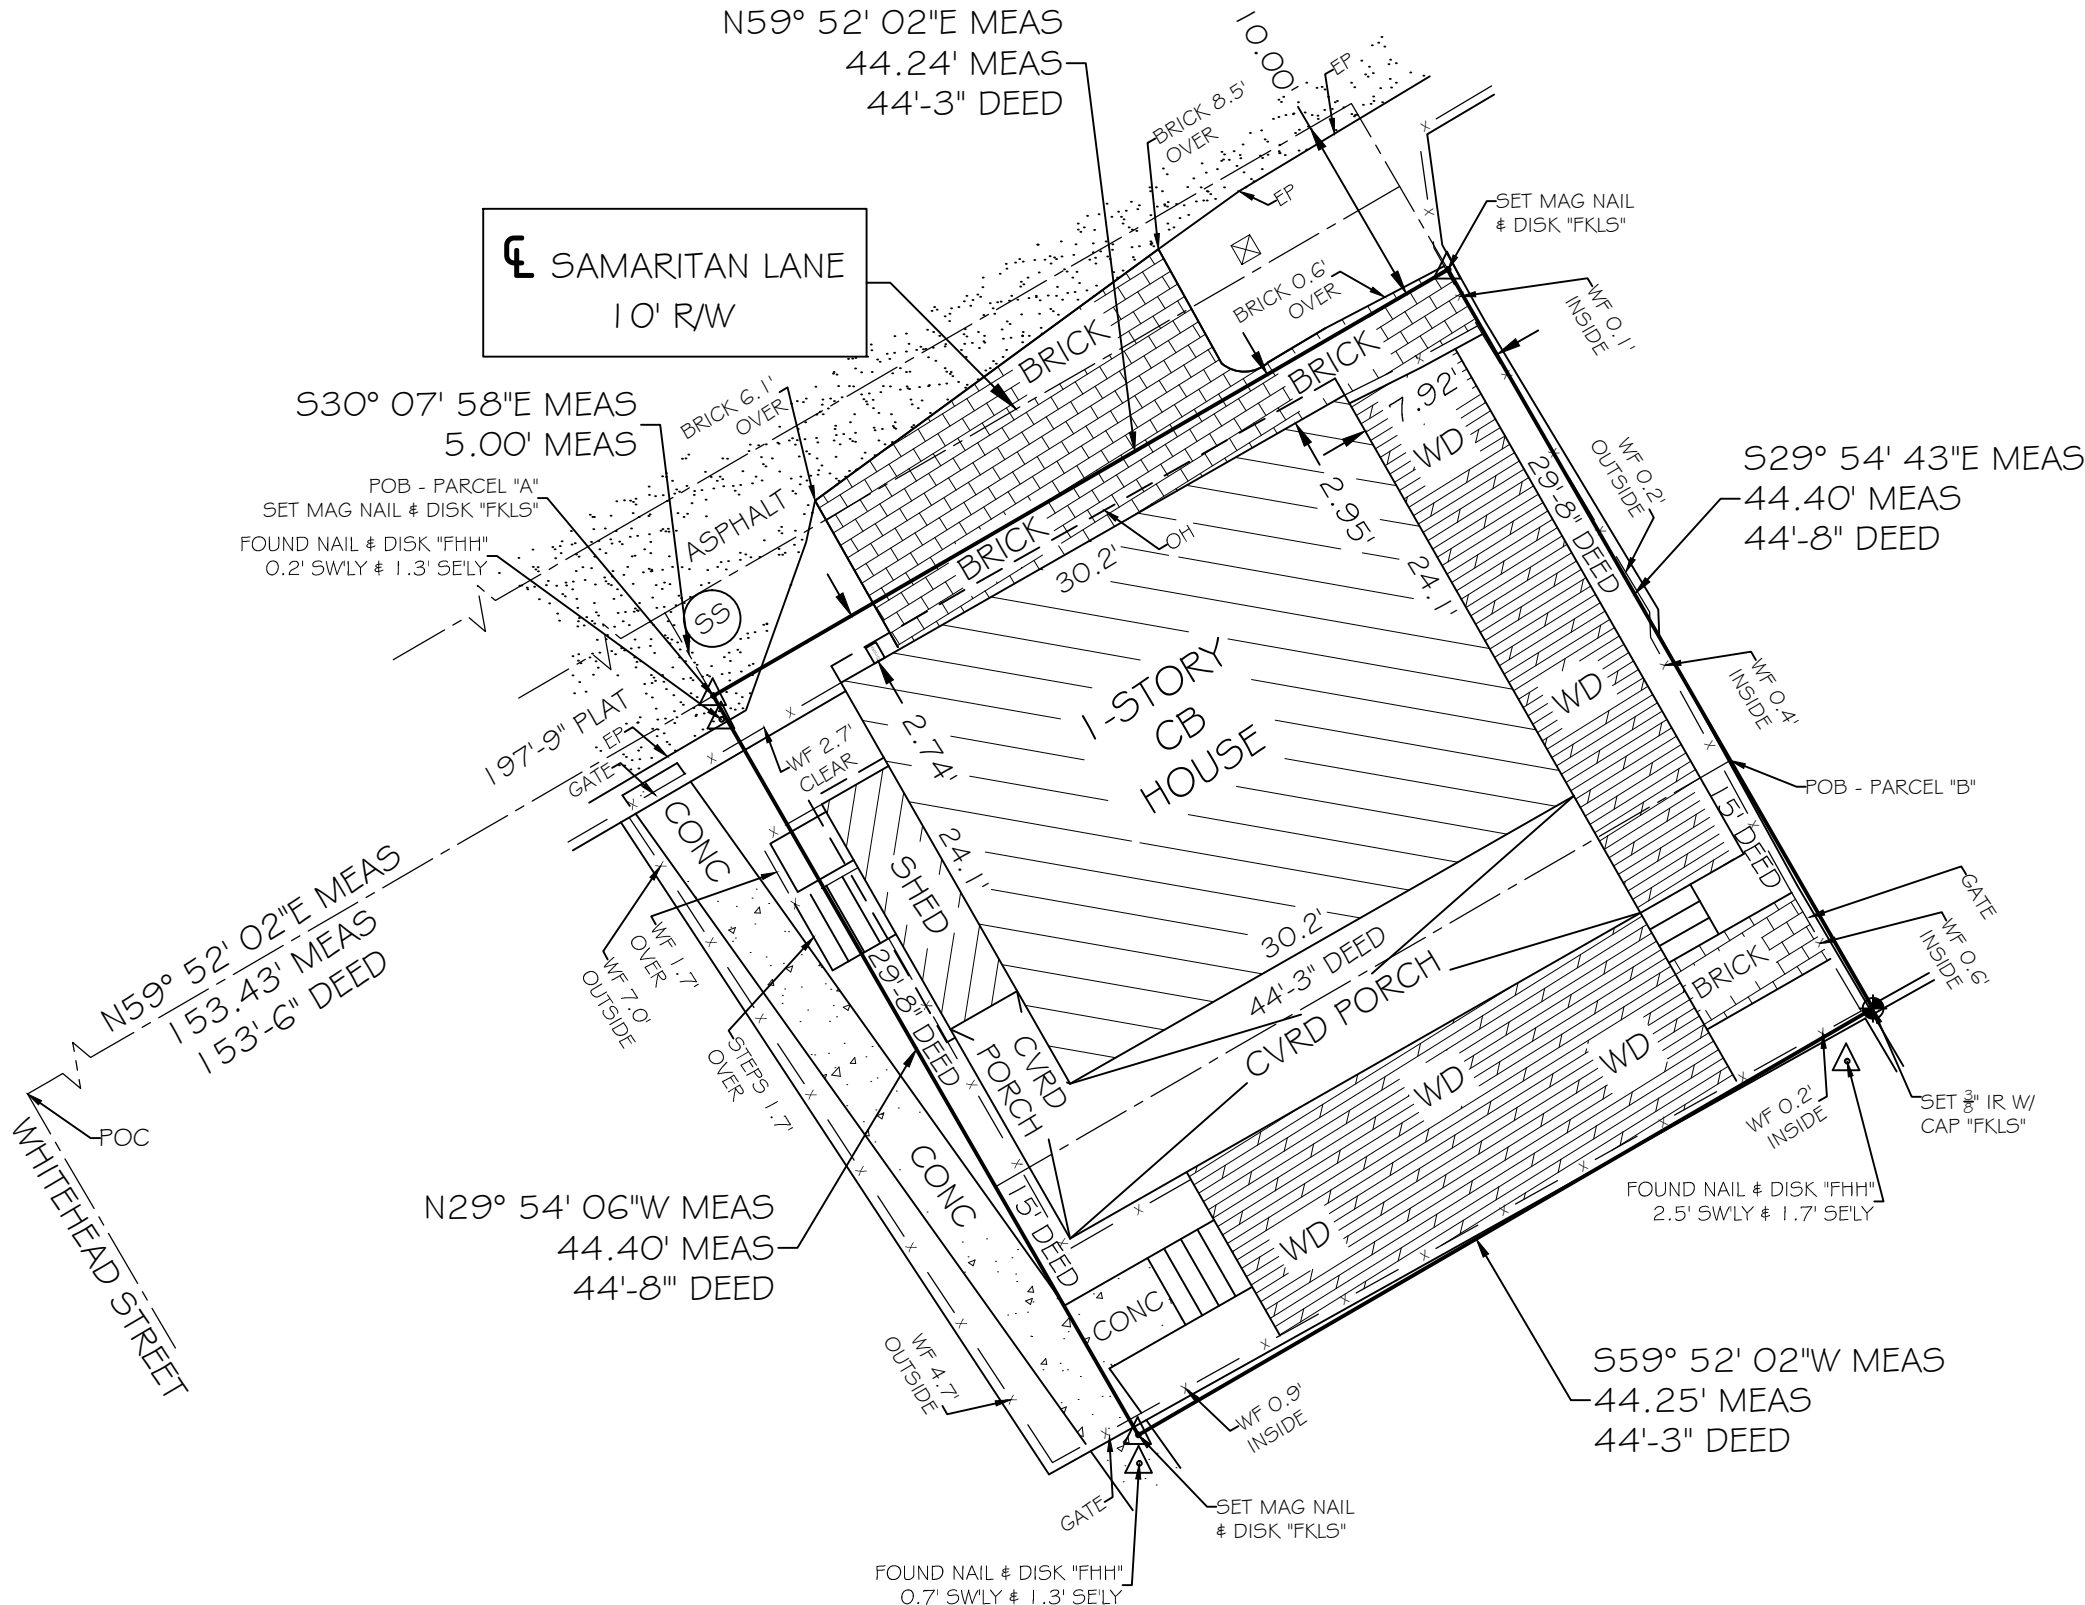 N59° 52' 02"E MEAS
44.24' MEAS
44'-3" DEED
10.00'
EP
BRICK 8.5'
OVER
EP
SET MAG NAIL
& DISK "FKLS"
℄ SAMARITAN LANE
10' R/W
BRICK 0.6'
OVER
WF 0.1'
INSIDE
BRICK
BRICK
S30° 07' 58"E MEAS
5.00' MEAS
BRICK 6.1'
OVER
7.92'
WD
WF 0.2'
OUTSIDE
S29° 54' 43"E MEAS
44.40' MEAS
44'-8" DEED
POB - PARCEL "A"
SET MAG NAIL & DISK "FKLS"
FOUND NAIL & DISK "FHH"
0.2' SW'LY & 1.3' SE'LY
ASPHALT
BRICK
OH
2.95'
29'-8" DEED
30.2'
24.1'
SS
1-STORY
CB
HOUSE
WD
WF 0.4'
INSIDE
197'-9" PLAT
EP
GATE
WF 2.7'
CLEAR
2.74'
POB - PARCEL "B"
CONC
24.1'
SHED
15' DEED
GATE
N59° 52' 02"E MEAS
153.43' MEAS
153'-6" DEED
WF 1.7'
OVER
WF 7.0'
OUTSIDE
30.2'
44'-3" DEED
CVRD PORCH
BRICK
WF 0.6'
INSIDE
STEPS 1.7'
OVER
29'-8" DEED
CVRD
PORCH
WD
WD
POC
WHITEHEAD STREET
WF 0.2'
INSIDE
SET 3/8" IR W/
CAP "FKLS"
CONC
15' DEED
FOUND NAIL & DISK "FHH"
2.5' SW'LY & 1.7' SE'LY
N29° 54' 06"W MEAS
44.40' MEAS
44'-8"' DEED
WD
CONC
WF 4.7'
OUTSIDE
WF 0.9'
INSIDE
S59° 52' 02"W MEAS
44.25' MEAS
44'-3" DEED
GATE
SET MAG NAIL
& DISK "FKLS"
FOUND NAIL & DISK "FHH"
0.7' SW'LY & 1.3' SE'LY